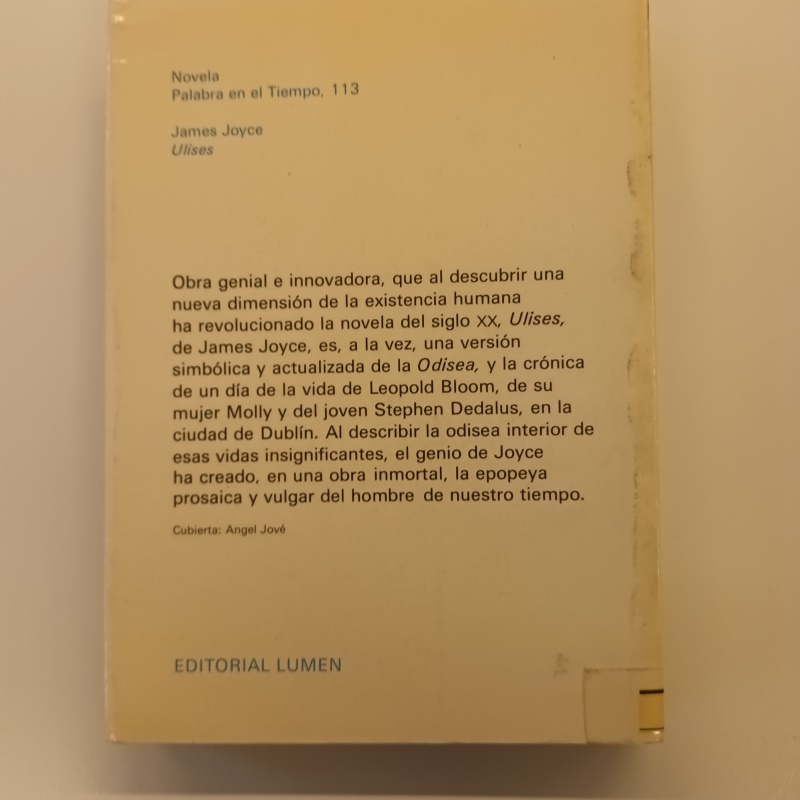 Novela
Palabra en el Tiempo, 113
James Joyce
Ulises
Obra genial e innovadora, que al descubrir una
nueva dimensión de la existencia humana
ha revolucionado la novela del siglo XX, Ulises,
de James Joyce, es, a la vez, una versión
simbólica y actualizada de la Odisea, y la crónica
de un día de la vida de Leopold Bloom, de su
mujer Molly y del joven Stephen Dedalus, en la
ciudad de Dublín. Al describir la odisea interior de
esas vidas insignificantes, el genio de Joyce
ha creado, en una obra inmortal, la epopeya
prosaica y vulgar del hombre de nuestro tiempo.
Cubierta: Angel Jové
EDITORIAL LUMEN